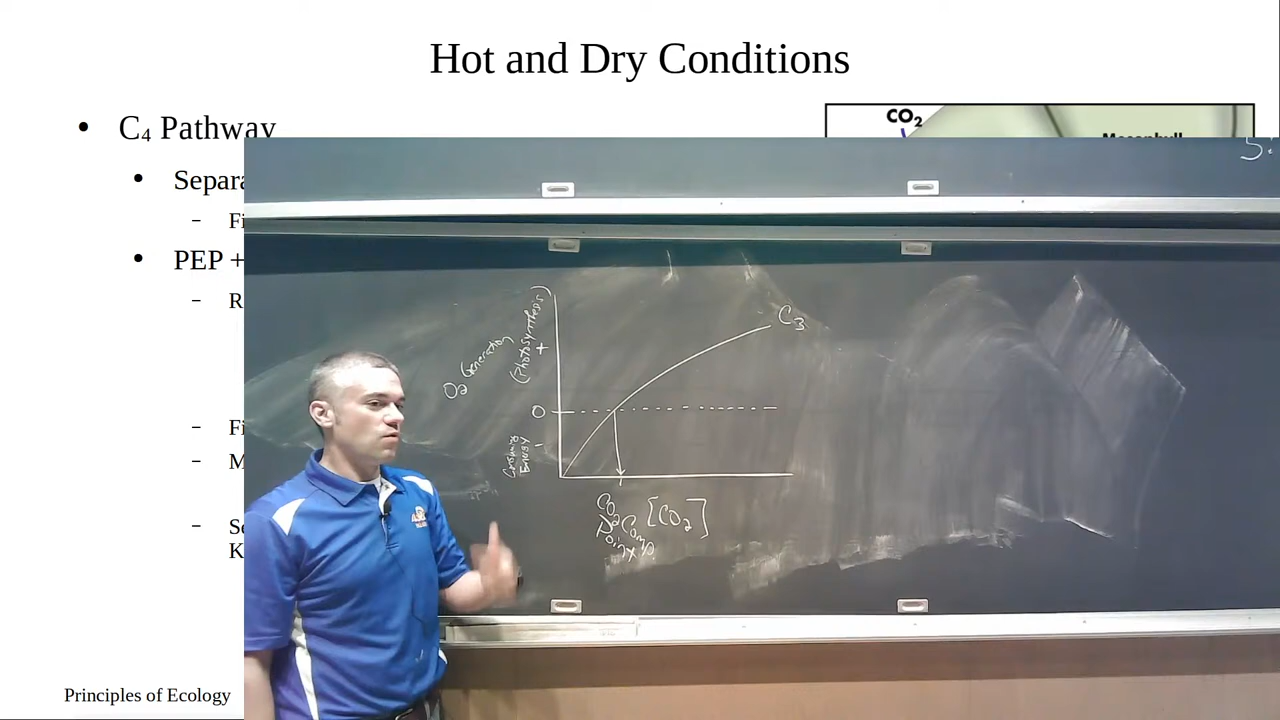 Hot and Dry Conditions
• C₄ Pathway
• Separa
– Fi
• PEP +
– R
– Fi
– M
– Se
K
Principles of Ecology
CO₂
Mesophyll
C₃
(Photosynthesis)
O₂ Generation
+
0
-
Energy
CO₂ Comp.
Point
[CO₂]